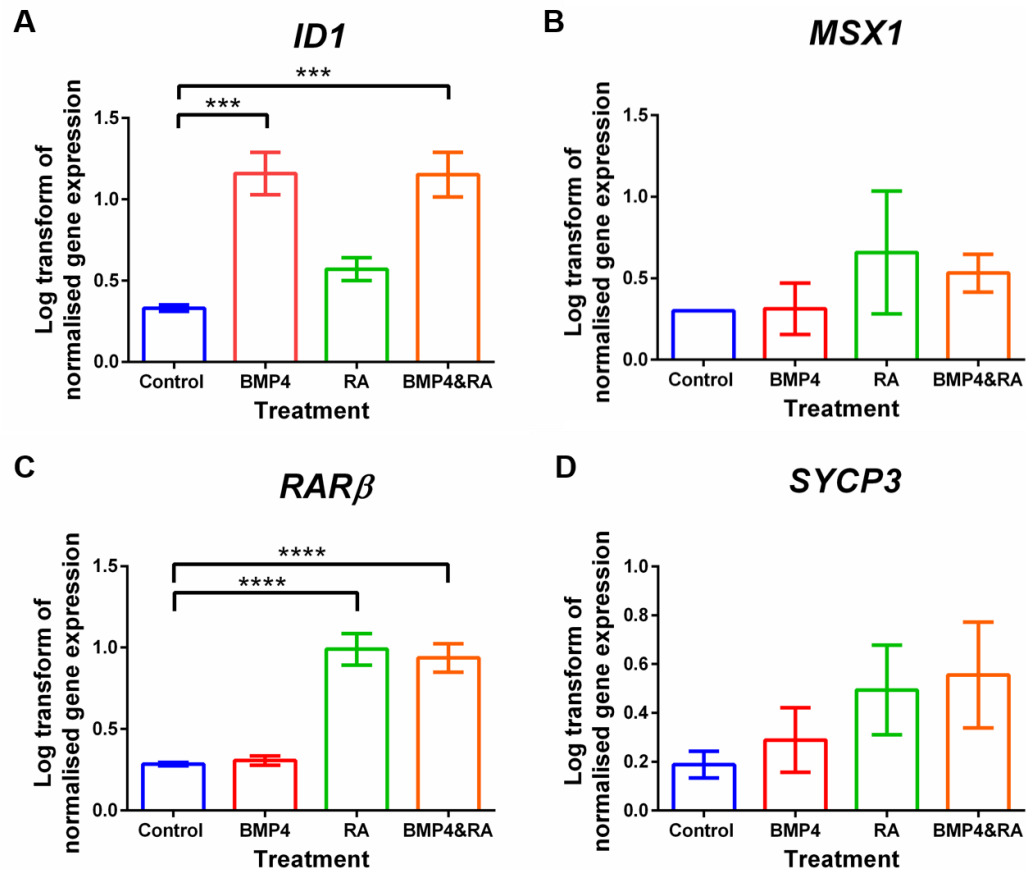 A
ID1
***
***
Log transform of
normalised gene expression
1.5
1.0
0.5
0.0
Control BMP4 RA BMP4&RA
Treatment
B
MSX1
Log transform of
normalised gene expression
1.5
1.0
0.5
0.0
Control BMP4 RA BMP4&RA
Treatment
C
RARβ
****
****
Log transform of
normalised gene expression
1.5
1.0
0.5
0.0
Control BMP4 RA BMP4&RA
Treatment
D
SYCP3
Log transform of
normalised gene expression
1.0
0.8
0.6
0.4
0.2
0.0
Control BMP4 RA BMP4&RA
Treatment